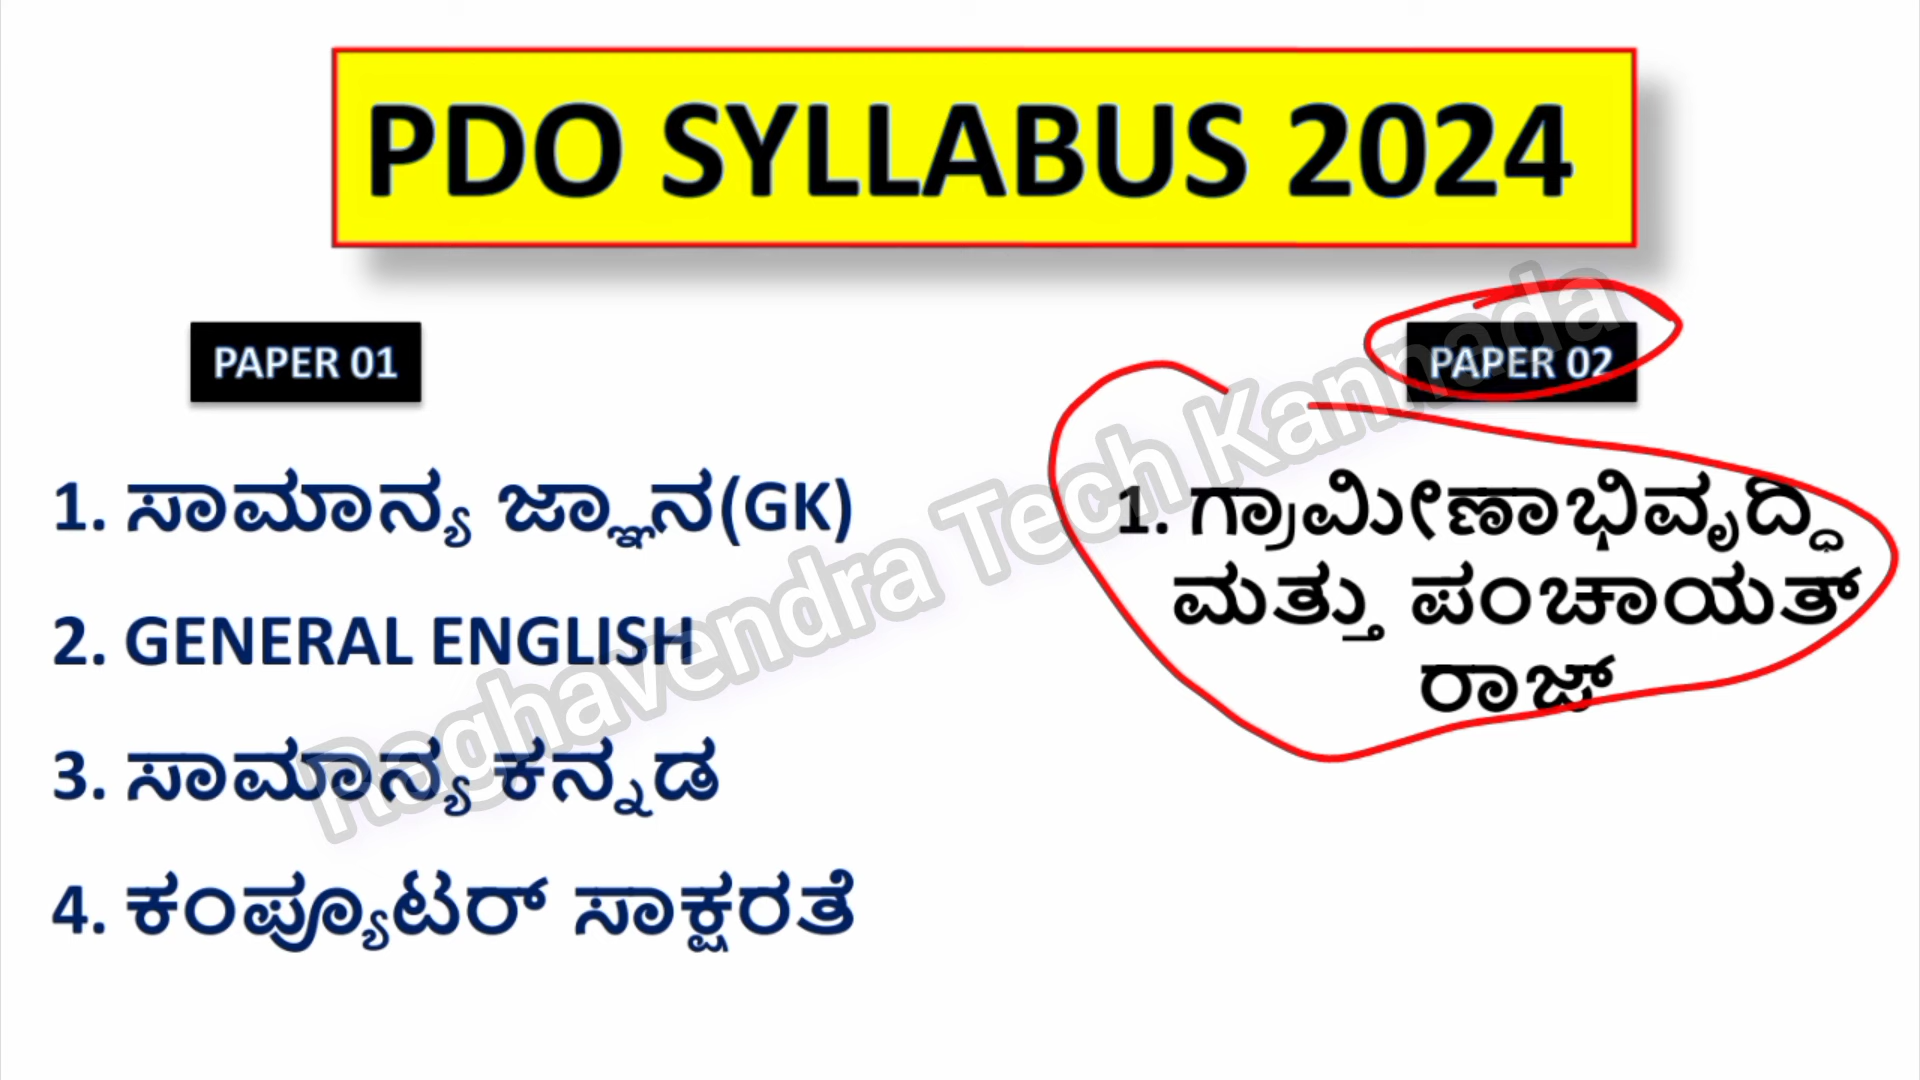 PDO SYLLABUS 2024
PAPER 01
1. ಸಾಮಾನ್ಯ ಜ್ಞಾನ(GK)
2. GENERAL ENGLISH
3. ಸಾಮಾನ್ಯ ಕನ್ನಡ
4. ಕಂಪ್ಯೂಟರ್ ಸಾಕ್ಷರತೆ
PAPER 02
1. ಗ್ರಾಮೀಣಾಭಿವೃದ್ಧಿ
ಮತ್ತು ಪಂಚಾಯತ್
ರಾಜ್
Raghavendra Tech Kannada